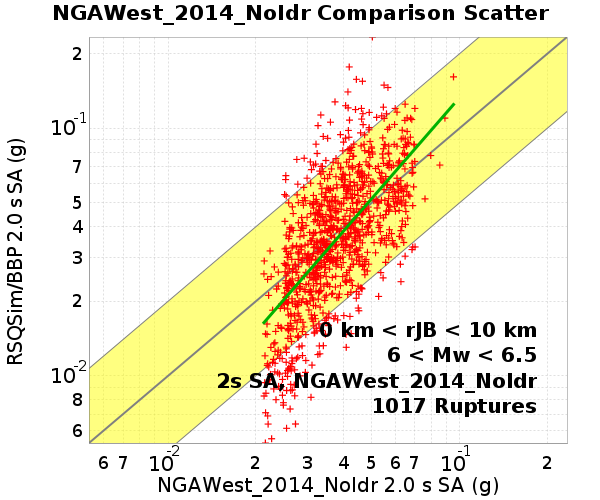 NGAWest_2014_NoIdr Comparison Scatter
RSQSim/BBP 2.0 s SA (g)
2
10^-1
7
5
4
3
2
10^-2
8
6
0 km < rJB < 10 km
6 < Mw < 6.5
2s SA, NGAWest_2014_NoIdr
1017 Ruptures
6 7 10^-2 2 3 4 5 6 7 10^-1 2
NGAWest_2014_NoIdr 2.0 s SA (g)